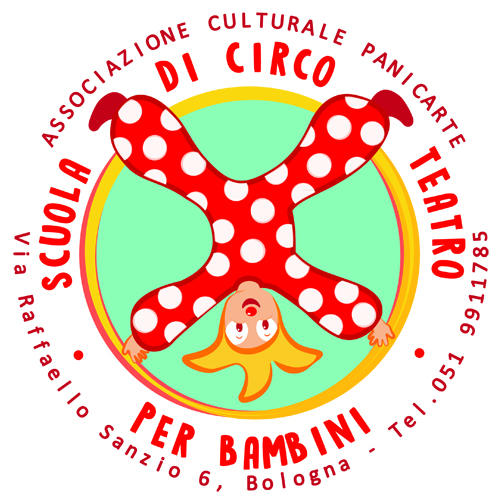 ASSOCIAZIONE CULTURALE PANICARTE
SCUOLA DI CIRCO TEATRO
PER BAMBINI
Via Raffaello Sanzio 6, Bologna - Tel.051 9911785